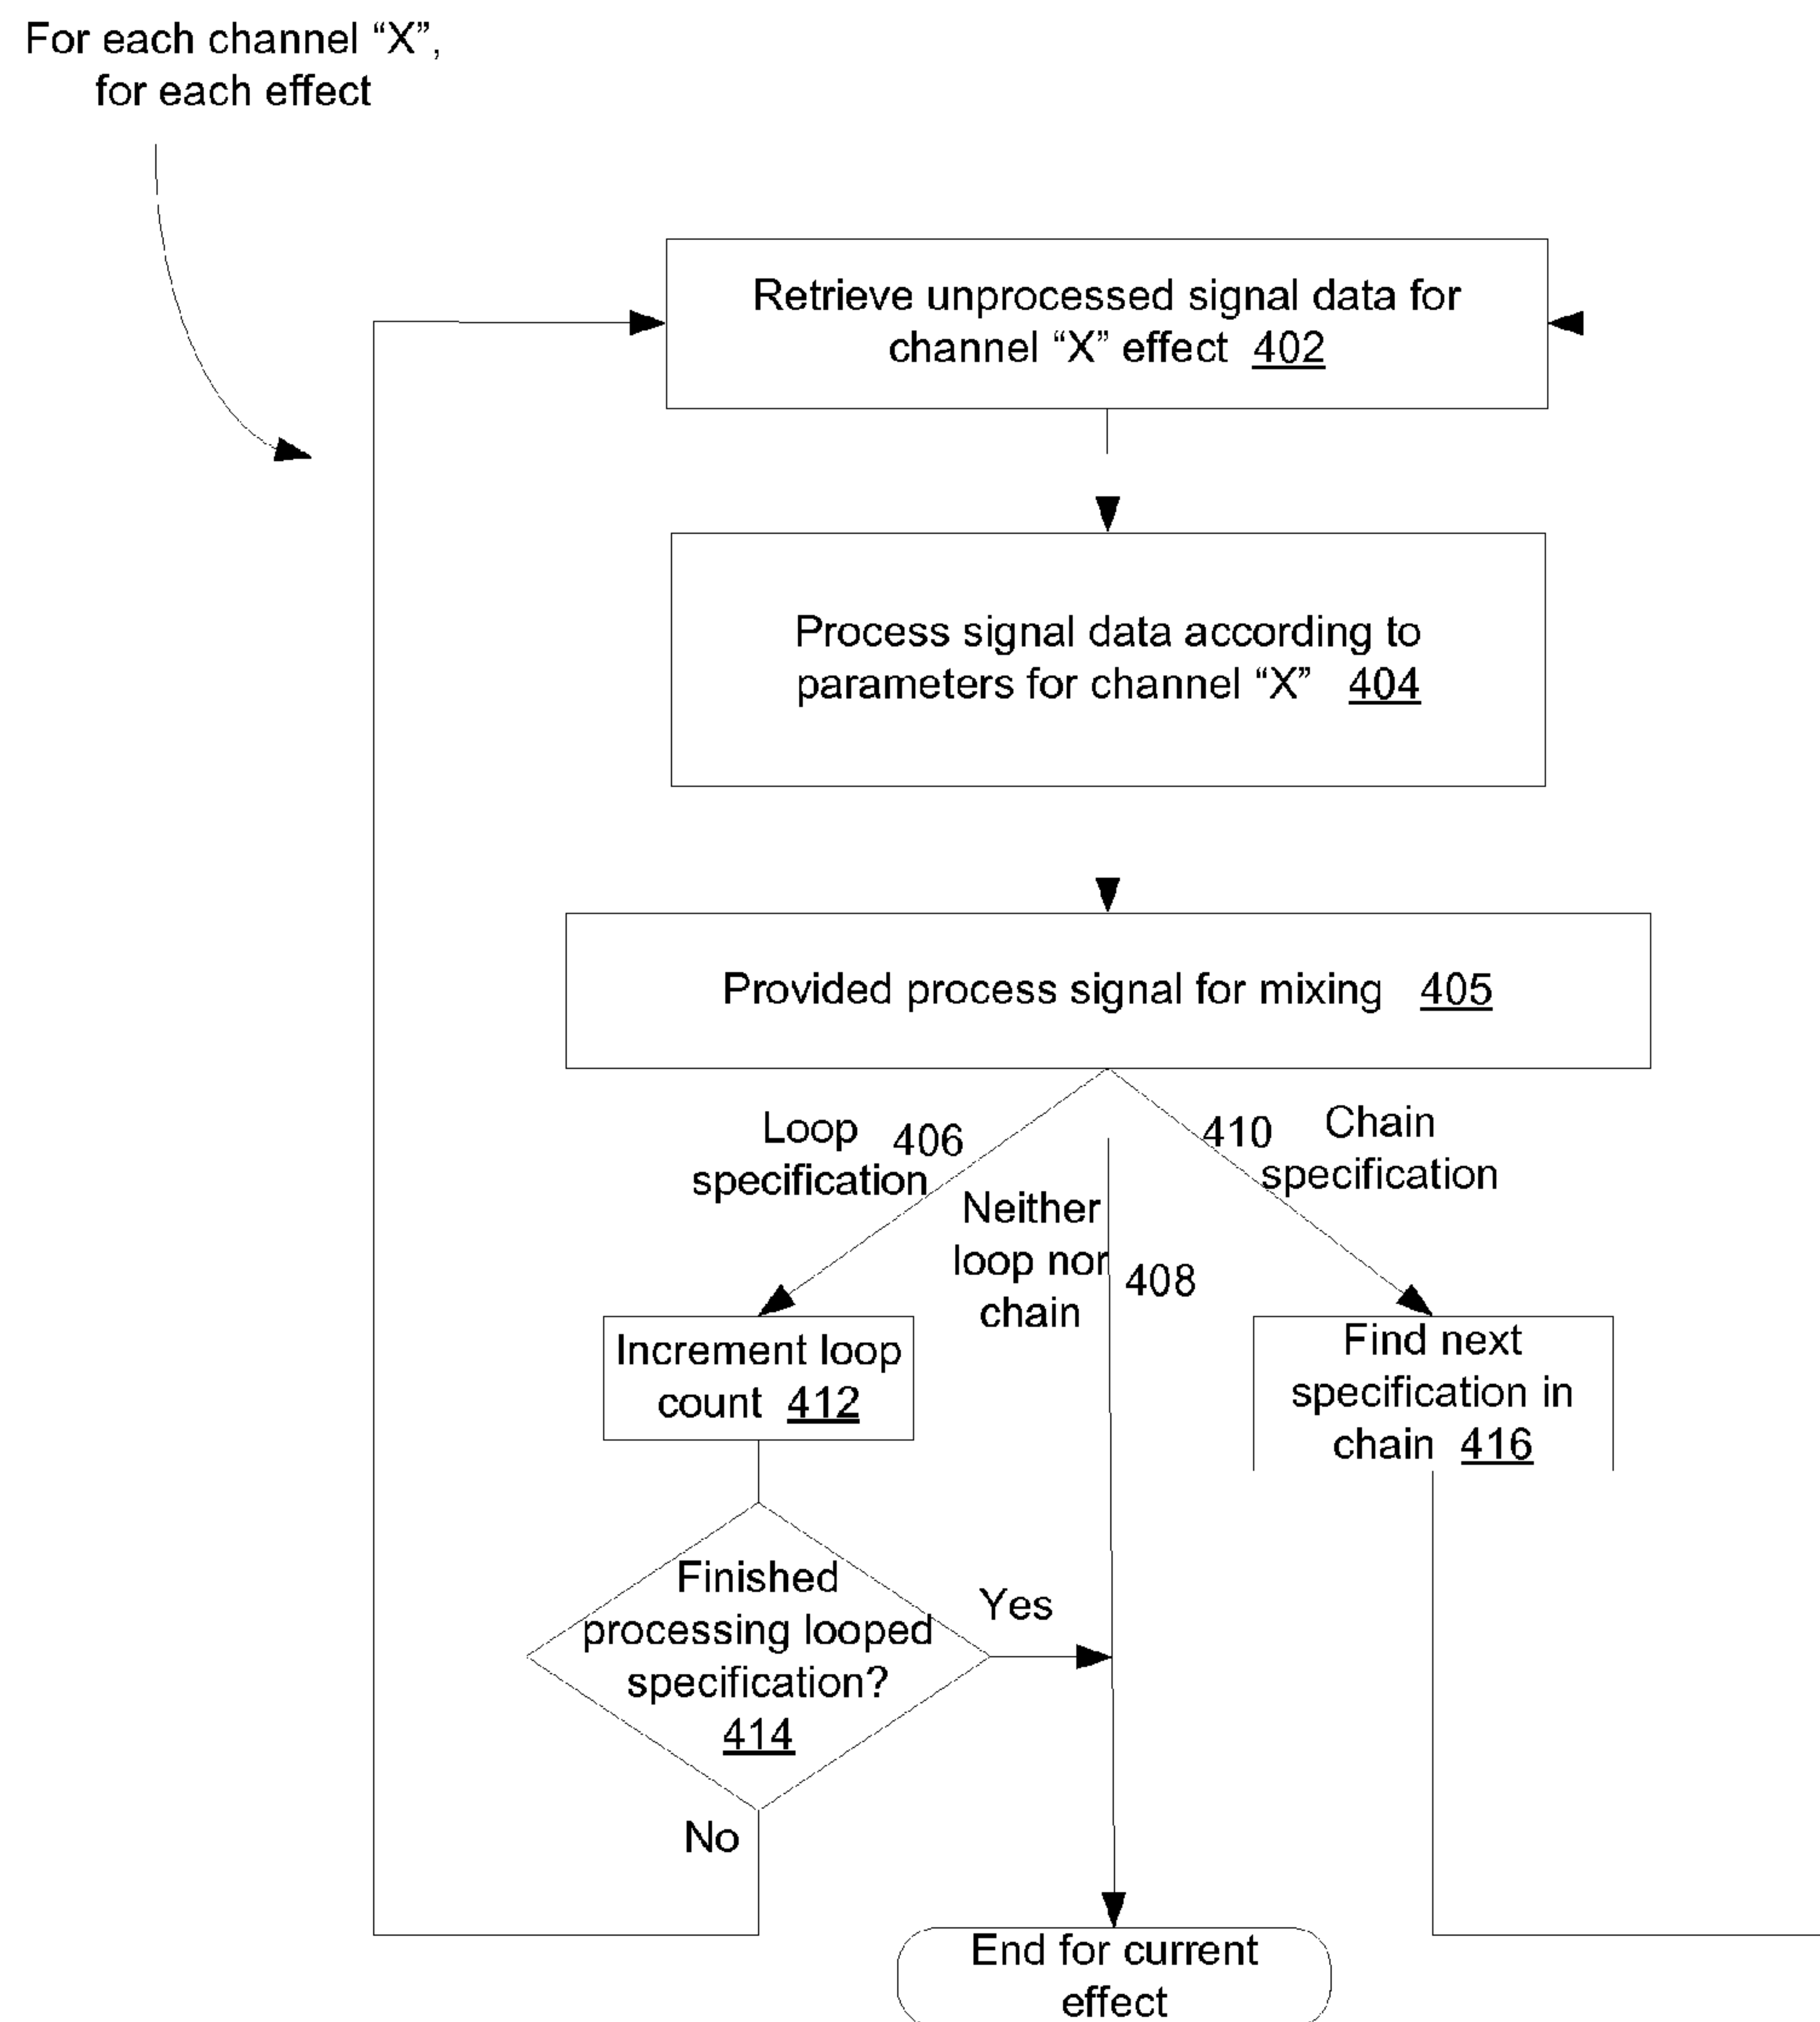 For each channel “X”,
for each effect
Retrieve unprocessed signal data for
channel “X” effect 402
Process signal data according to
parameters for channel “X” 404
Provided process signal for mixing 405
Loop
specification
406
Neither
loop nor
chain
408
410
Chain
specification
Increment loop
count 412
Find next
specification in
chain 416
Finished
processing looped
specification?
414
Yes
No
End for current
effect